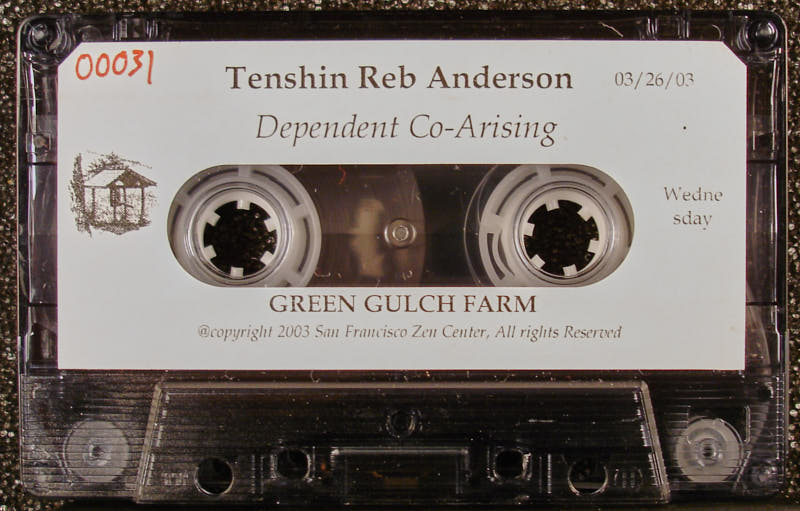 00031
Tenshin Reb Anderson
03/26/03
Dependent Co-Arising
Wedne
sday
GREEN GULCH FARM
@copyright 2003 San Francisco Zen Center, All rights Reserved